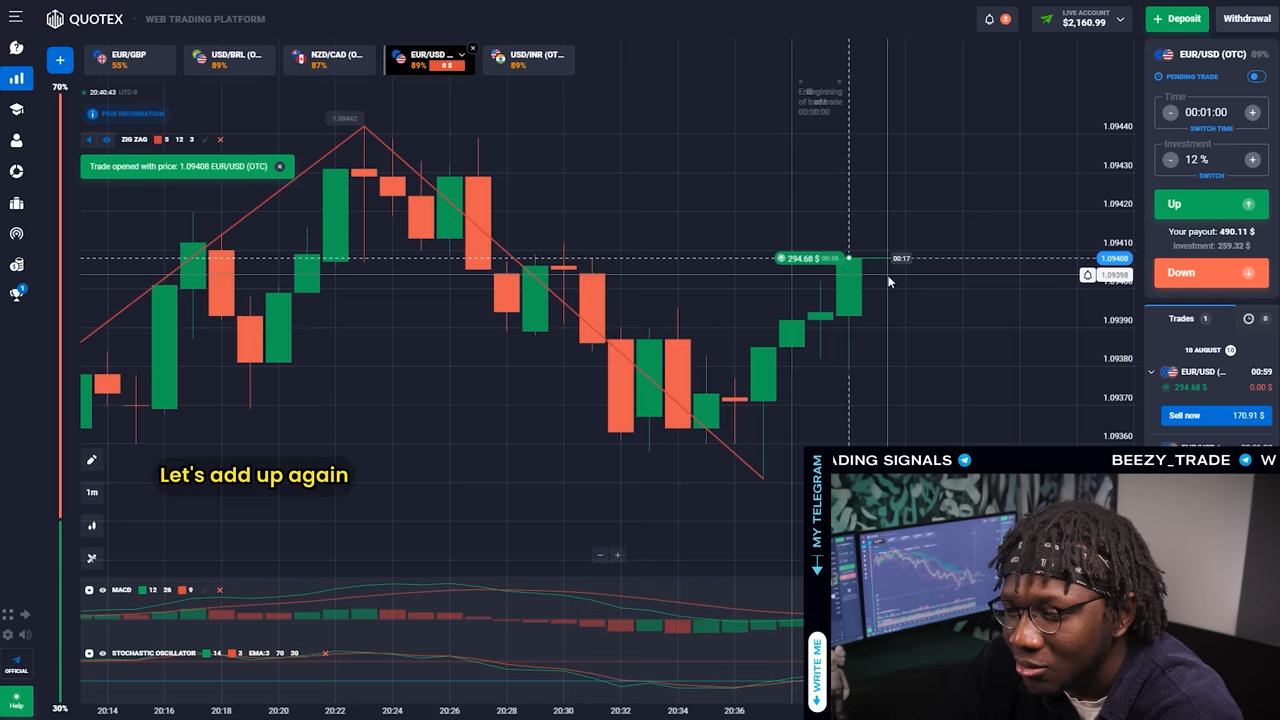 QUOTEX
WEB TRADING PLATFORM
2
LIVE ACCOUNT
$2,160.99
+ Deposit
Withdrawal
EUR/GBP
55%
USD/BRL (O...
89%
NZD/CAD (O...
87%
EUR/USD ...
89%
0 $
USD/INR (OT...
89%
70%
20:40:43 UTC-9
PAIR INFORMATION
ZIG ZAG 5 12 3
Trade opened with price: 1.09408 EUR/USD (OTC)
1.09442
of trade
00:00:00
294.68 $ 00:59
00:17
1.09440
1.09430
1.09420
1.09410
1.09408
1.09398
1.09390
1.09380
1.09370
1.09360
EUR/USD (OTC) 89%
PENDING TRADE
Time
- 00:01:00 +
SWITCH TIME
Investment
- 12 % +
SWITCH
Up
Your payout: 490.11 $
Investment: 259.32 $
Down
Trades 1
8
10 AUGUST 10
EUR/USD (... 00:59
294.68 $ 0.00 $
Sell now 170.91 $
Let's add up again
1m
MACD 12 26 9
STOCHASTIC OSCILLATOR 14 3 EMA:3 70 30
OFFICIAL
Help
30%
20:14 20:16 20:18 20:20 20:22 20:24 20:26 20:28 20:30 20:32 20:34 20:36
ADING SIGNALS
BEEZY_TRADE
W
MY TELEGRAM
WRITE ME
1